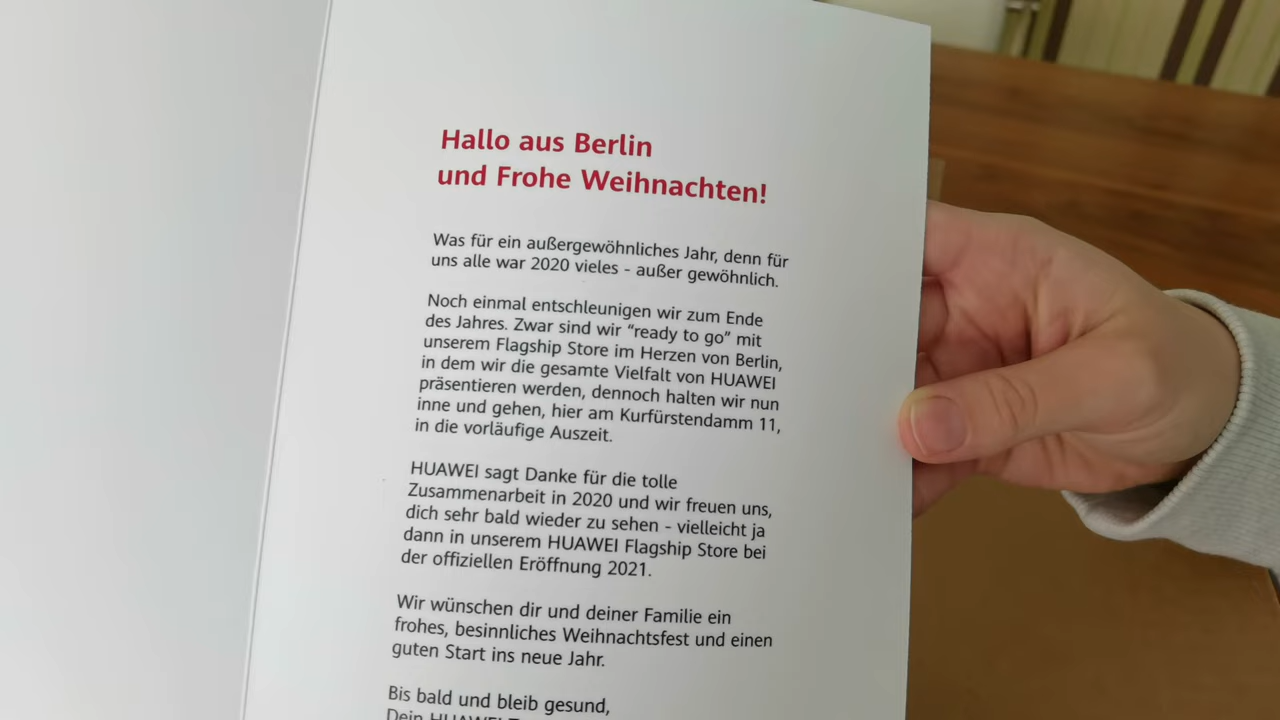 Hallo aus Berlin
und Frohe Weihnachten!
Was für ein außergewöhnliches Jahr, denn für
uns alle war 2020 vieles - außer gewöhnlich.
Noch einmal entschleunigen wir zum Ende
des Jahres. Zwar sind wir “ready to go” mit
unserem Flagship Store im Herzen von Berlin,
in dem wir die gesamte Vielfalt von HUAWEI
präsentieren werden, dennoch halten wir nun
inne und gehen, hier am Kurfürstendamm 11,
in die vorläufige Auszeit.
HUAWEI sagt Danke für die tolle
Zusammenarbeit in 2020 und wir freuen uns,
dich sehr bald wieder zu sehen - vielleicht ja
dann in unserem HUAWEI Flagship Store bei
der offiziellen Eröffnung 2021.
Wir wünschen dir und deiner Familie ein
frohes, besinnliches Weihnachtsfest und einen
guten Start ins neue Jahr.
Bis bald und bleib gesund,
Dein HUAWEI